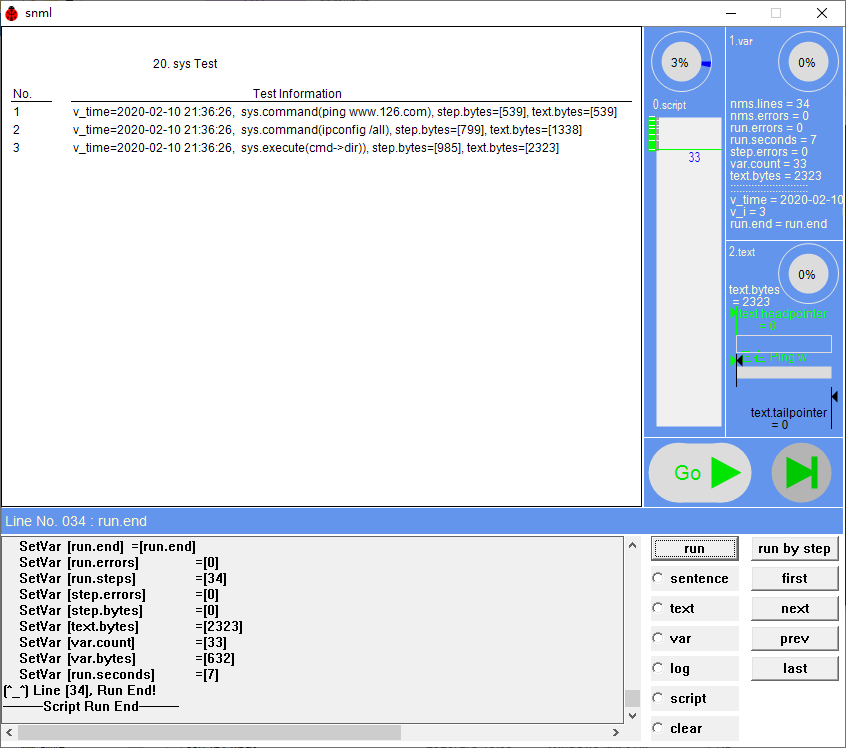 snml
20. sys Test
No. Test Information
1 v_time=2020-02-10 21:36:26, sys.command(ping www.126.com), step.bytes=[539], text.bytes=[539]
2 v_time=2020-02-10 21:36:26, sys.command(ipconfig /all), step.bytes=[799], text.bytes=[1338]
3 v_time=2020-02-10 21:36:26, sys.execute(cmd->dir)), step.bytes=[985], text.bytes=[2323]
3%
0.script
33
1.var
0%
nms.lines = 34
nms.errors = 0
run.errors = 0
run.seconds = 7
step.errors = 0
var.count = 33
text.bytes = 2323
v_time = 2020-02-10
v_i = 3
run.end = run.end
2.text
0%
text.bytes
= 2323
text.headpointer
= 0
text.tailpointer
= 0
Go
Line No. 034 : run.end
SetVar [run.end] =[run.end]
SetVar [run.errors] =[0]
SetVar [run.steps] =[34]
SetVar [step.errors] =[0]
SetVar [step.bytes] =[0]
SetVar [text.bytes] =[2323]
SetVar [var.count] =[33]
SetVar [var.bytes] =[632]
SetVar [run.seconds] =[7]
(^_^) Line [34], Run End!
———Script Run End———
run
sentence
text
var
log
script
clear
run by step
first
next
prev
last